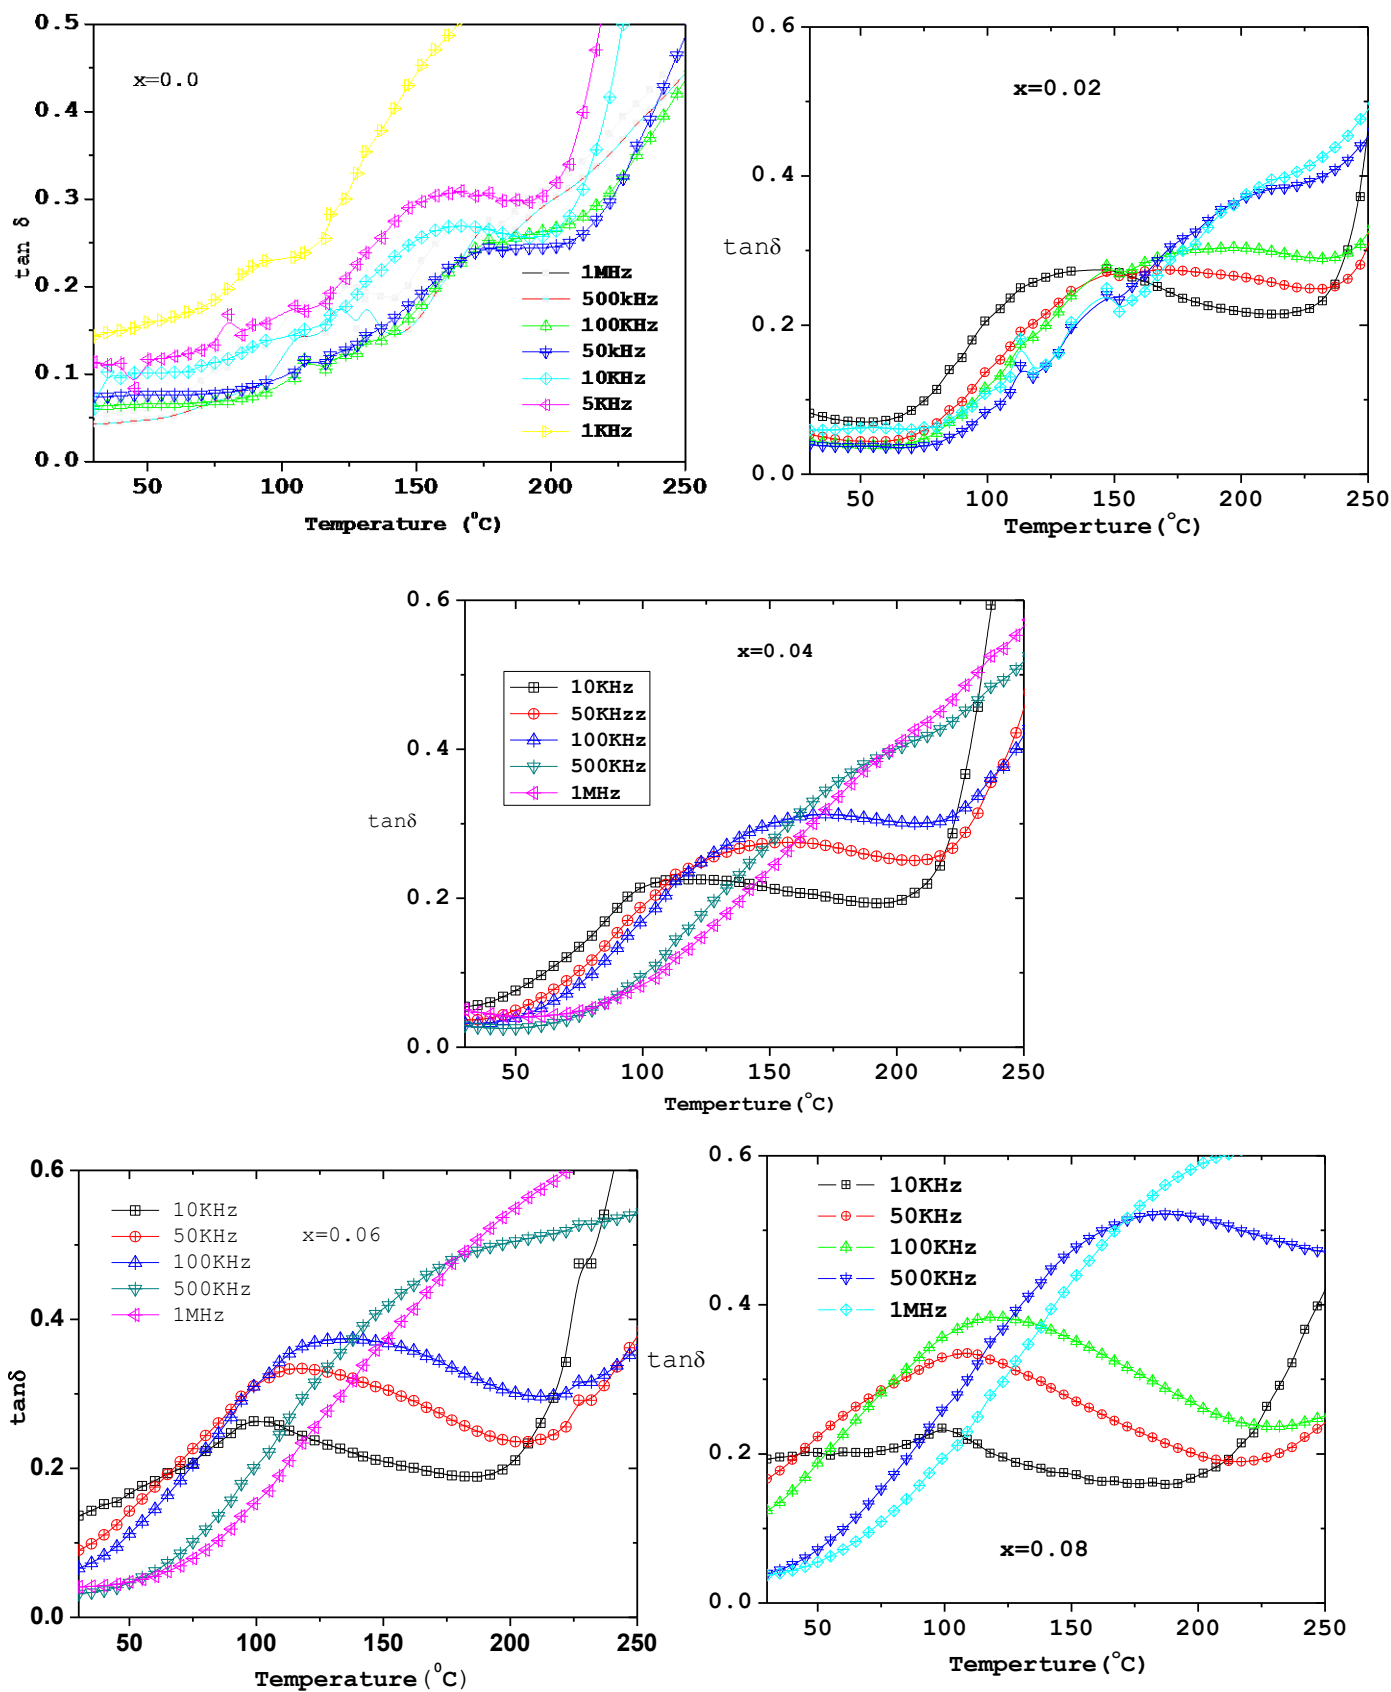 x=0.0
0.5
0.4
0.3
0.2
0.1
0.0
tan δ
1MHz
500kHz
100KHz
50kHz
10KHz
5KHz
1KHz
50 100 150 200 250
Temperature (⁰C)
x=0.02
0.6
0.4
0.2
0.0
tanδ
50 100 150 200 250
Temperture(°C)
x=0.04
0.6
0.4
0.2
0.0
tanδ
10KHz
50KHzz
100KHz
500KHz
1MHz
50 100 150 200 250
Temperture(°C)
x=0.06
0.6
0.4
0.2
0.0
tanδ
10KHz
50KHz
100KHz
500KHz
1MHz
50 100 150 200 250
Temperature(⁰C)
0.6
0.4
0.2
0.0
tanδ
10KHz
50KHz
100KHz
500KHz
1MHz
x=0.08
50 100 150 200 250
Temperture(°C)